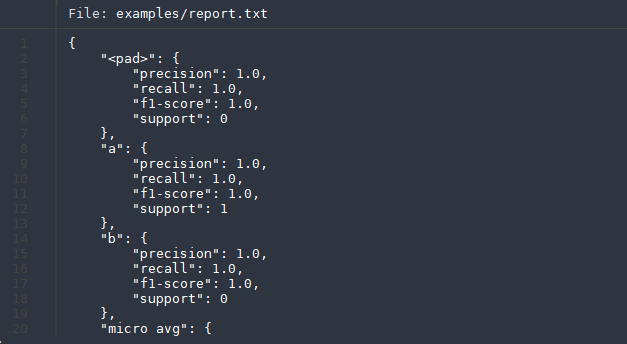 File: examples/report.txt
1 {
2 "<pad>": {
3 "precision": 1.0,
4 "recall": 1.0,
5 "f1-score": 1.0,
6 "support": 0
7 },
8 "a": {
9 "precision": 1.0,
10 "recall": 1.0,
11 "f1-score": 1.0,
12 "support": 1
13 },
14 "b": {
15 "precision": 1.0,
16 "recall": 1.0,
17 "f1-score": 1.0,
18 "support": 0
19 },
20 "micro avg": {